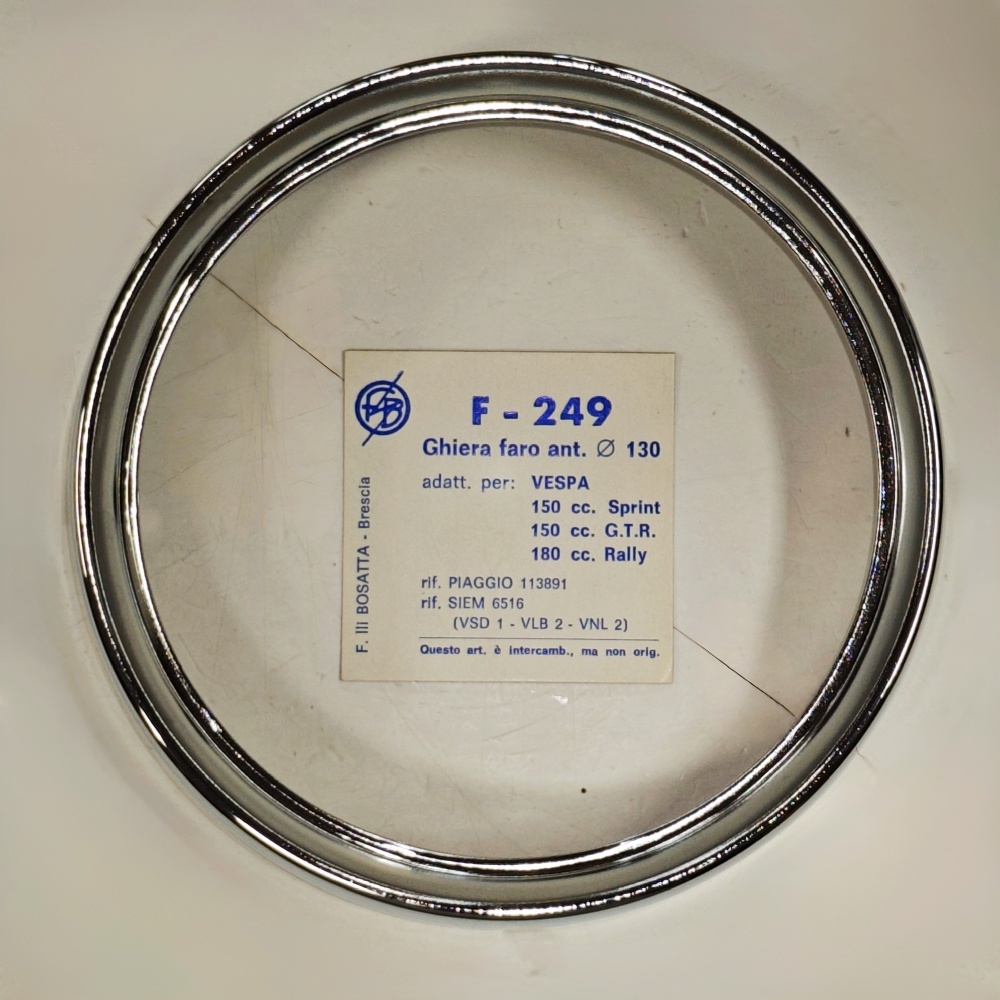 FB
F - 249
Ghiera faro ant. Ø 130
adatt. per: VESPA
150 cc. Sprint
150 cc. G.T.R.
180 cc. Rally
rif. PIAGGIO 113891
rif. SIEM 6516
(VSD 1 - VLB 2 - VNL 2)
Questo art. è intercamb., ma non orig.
F. lli BOSATTA - Brescia